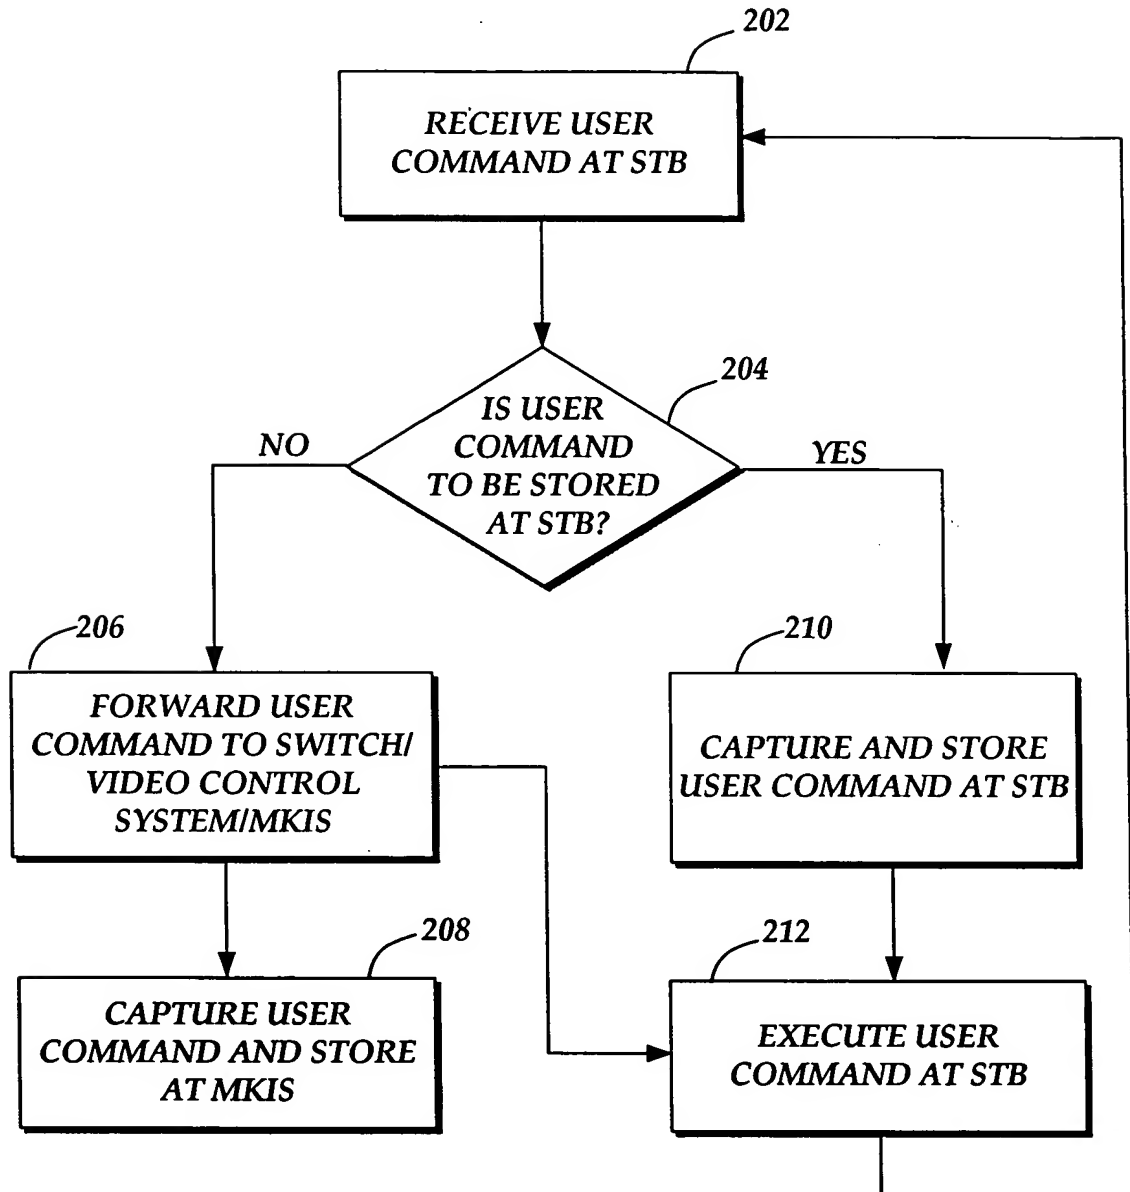 202
RECEIVE USER
COMMAND AT STB
204
IS USER
COMMAND
TO BE STORED
AT STB?
NO
YES
206
FORWARD USER
COMMAND TO SWITCH/
VIDEO CONTROL
SYSTEM/MKIS
210
CAPTURE AND STORE
USER COMMAND AT STB
208
CAPTURE USER
COMMAND AND STORE
AT MKIS
212
EXECUTE USER
COMMAND AT STB